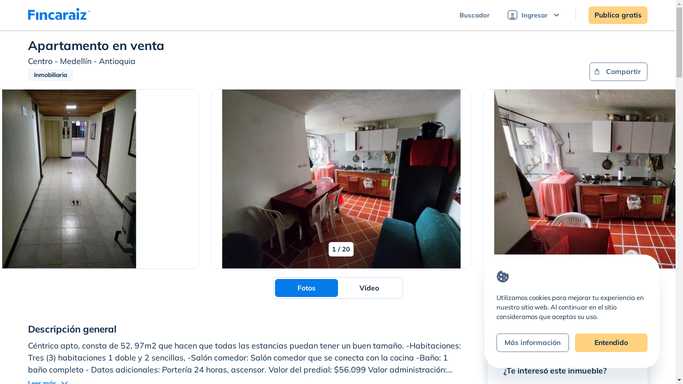 Fincaraiz
Buscador
Ingresar
Publica gratis
Apartamento en venta
Centro - Medellín - Antioquia
Inmobiliaria
Compartir
1 / 20
Fotos
Video
Utilizamos cookies para mejorar tu experiencia en
nuestro sitio web. Al continuar en el sitio
consideramos que aceptas su uso.
Más información
Entendido
Descripción general
Céntrico apto, consta de 52, 97m2 que hacen que todas las estancias puedan tener un buen tamaño. -Habitaciones:
Tres (3) habitaciones 1 doble y 2 sencillas, -Salón comedor: Salón comedor que se conecta con la cocina -Baño: 1
baño completo - Datos adicionales: Portería 24 horas, ascensor. Valor del predial: $56.099 Valor administración:...
Leer más
¿Te interesó este inmueble?